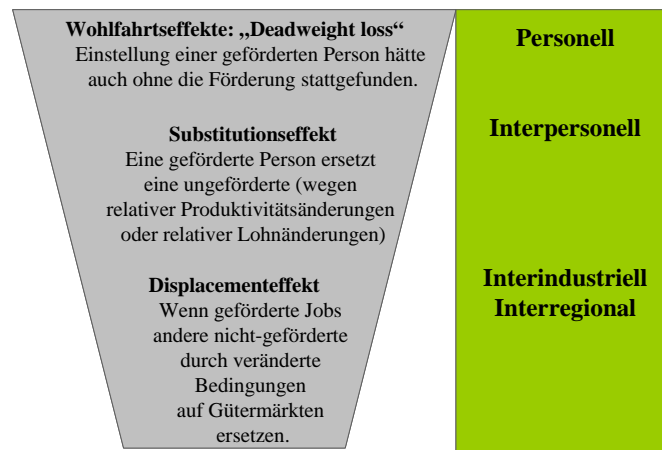 Wohlfahrtseffekte: „Deadweight loss“
Einstellung einer geförderten Person hätte
auch ohne die Förderung stattgefunden.
Personell
Substitutionseffekt
Eine geförderte Person ersetzt
eine ungeförderte (wegen
relativer Produktivitätsänderungen
oder relativer Lohnänderungen)
Interpersonell
Displacementeffekt
Wenn geförderte Jobs
andere nicht-geförderte
durch veränderte
Bedingungen
auf Gütermärkten
ersetzen.
Interindustriell
Interregional